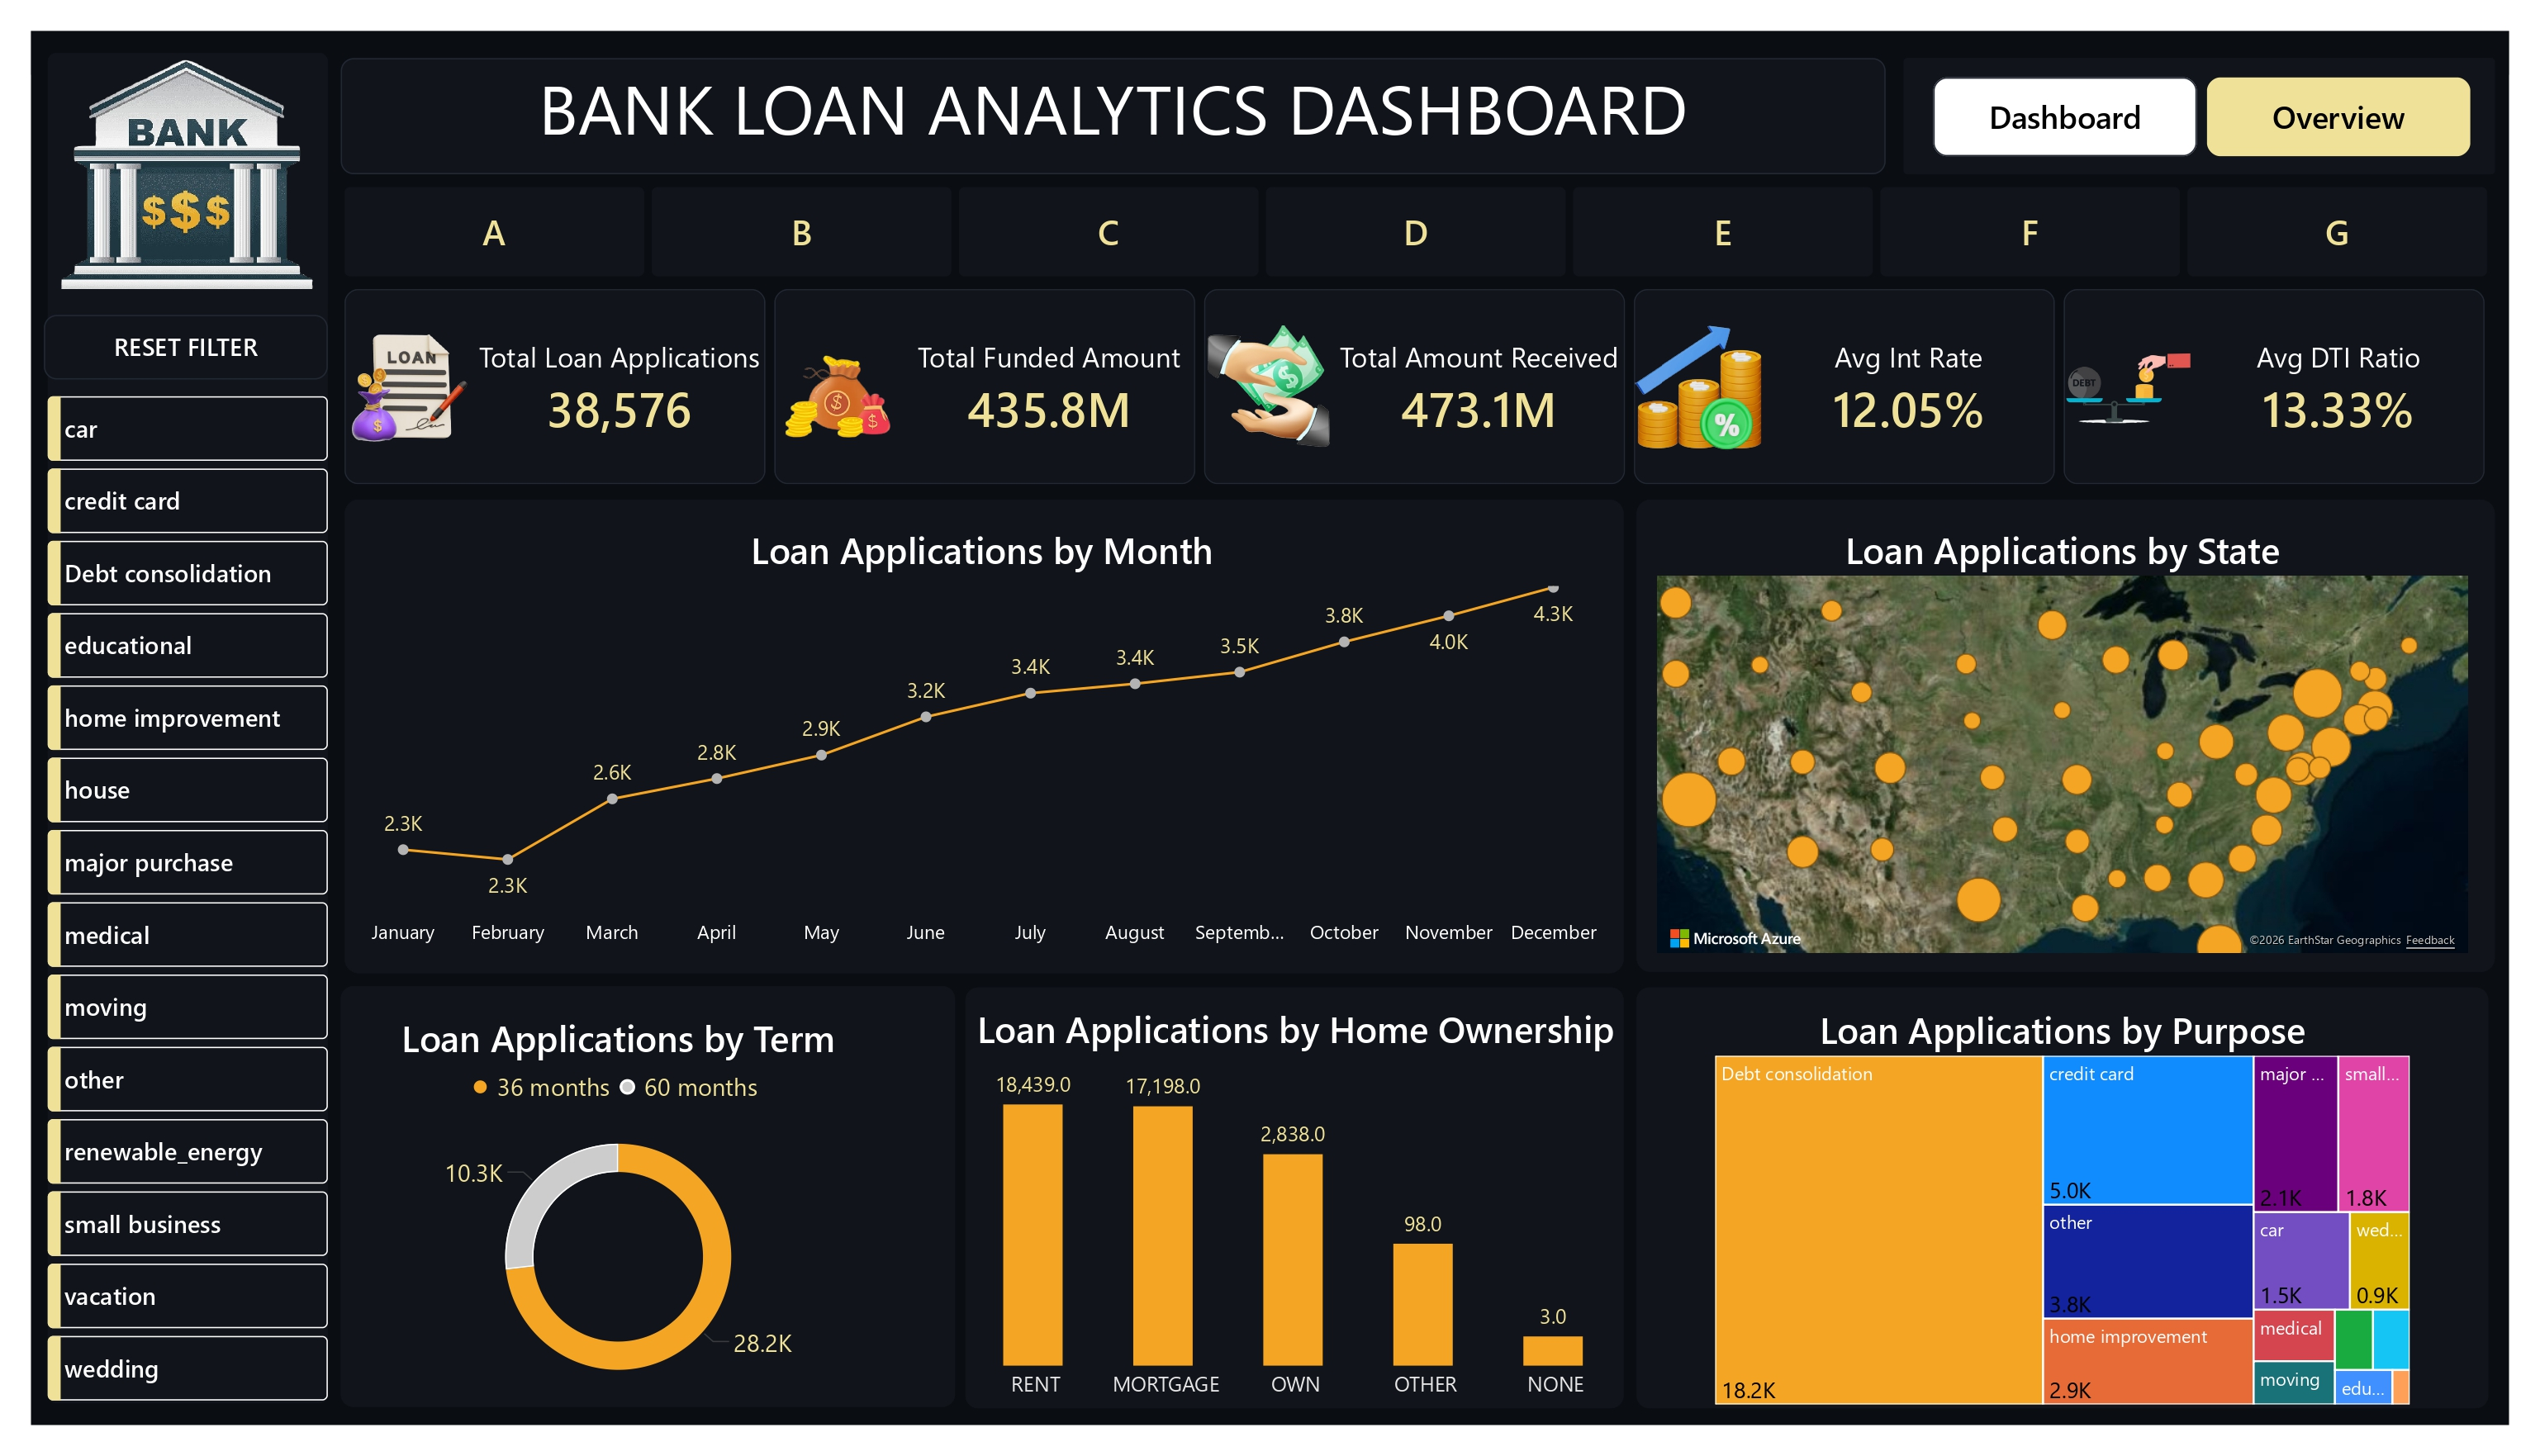 BANK
$$$
BANK LOAN ANALYTICS DASHBOARD
Dashboard
Overview
A
B
C
D
E
F
G
RESET FILTER
car
credit card
Debt consolidation
educational
home improvement
house
major purchase
medical
moving
other
renewable_energy
small business
vacation
wedding
LOAN
$
Total Loan Applications
38,576
$
$
Total Funded Amount
435.8M
$
Total Amount Received
473.1M
%
Avg Int Rate
12.05%
DEBT
Avg DTI Ratio
13.33%
Loan Applications by Month
2.3K
2.3K
2.6K
2.8K
2.9K
3.2K
3.4K
3.4K
3.5K
3.8K
4.0K
4.3K
January
February
March
April
May
June
July
August
Septemb...
October
November
December
Loan Applications by State
Microsoft Azure
©2026 EarthStar Geographics Feedback
Loan Applications by Term
36 months
60 months
10.3K
28.2K
Loan Applications by Home Ownership
18,439.0
17,198.0
2,838.0
98.0
3.0
RENT
MORTGAGE
OWN
OTHER
NONE
Loan Applications by Purpose
Debt consolidation
18.2K
credit card
5.0K
other
3.8K
home improvement
2.9K
major ...
2.1K
small...
1.8K
car
1.5K
wed...
0.9K
medical
moving
edu...